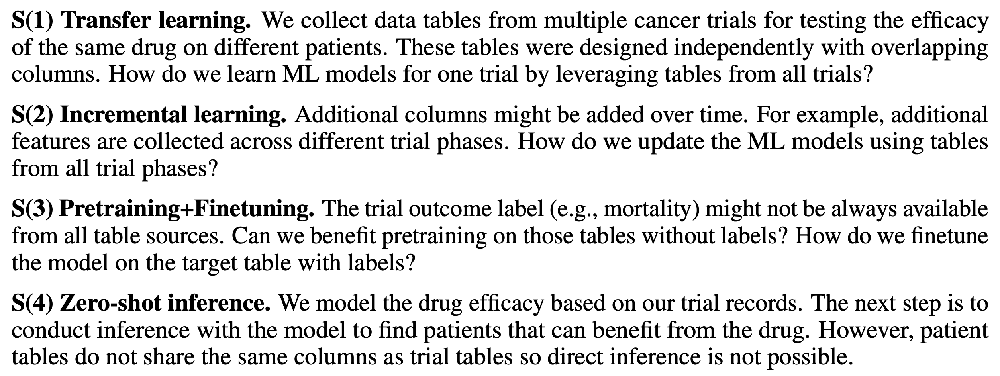 S(1) Transfer learning. We collect data tables from multiple cancer trials for testing the efficacy
of the same drug on different patients. These tables were designed independently with overlapping
columns. How do we learn ML models for one trial by leveraging tables from all trials?
S(2) Incremental learning. Additional columns might be added over time. For example, additional
features are collected across different trial phases. How do we update the ML models using tables
from all trial phases?
S(3) Pretraining+Finetuning. The trial outcome label (e.g., mortality) might not be always available
from all table sources. Can we benefit pretraining on those tables without labels? How do we finetune
the model on the target table with labels?
S(4) Zero-shot inference. We model the drug efficacy based on our trial records. The next step is to
conduct inference with the model to find patients that can benefit from the drug. However, patient
tables do not share the same columns as trial tables so direct inference is not possible.